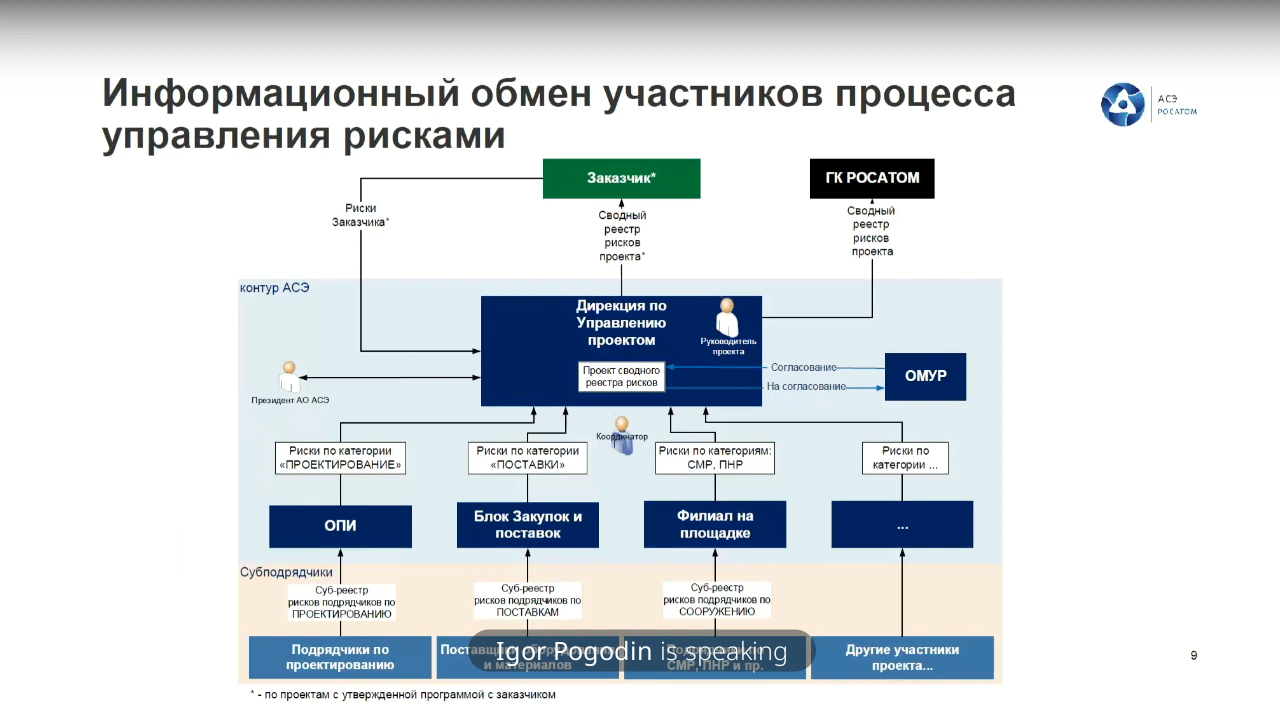 Информационный обмен участников процесса
управления рисками
АСЭ
РОСАТОМ
Заказчик*
ГК РОСАТОМ
Риски
Заказчика*
Сводный
реестр
рисков
проекта*
Сводный
реестр
рисков
проекта
контур АСЭ
Дирекция по
Управлению
проектом
Руководитель
проекта
Проект сводного
реестра рисков
Согласование
На согласование
ОМУР
Президент АО АСЭ
Координатор
Риски по категории
«ПРОЕКТИРОВАНИЕ»
Риски по категории
«ПОСТАВКИ»
Риски по категориям:
СМР, ПНР
Риски по
категории ...
ОПИ
Блок Закупок и
поставок
Филиал на
площадке
...
Субподрядчики
Суб-реестр
рисков подрядчиков по
ПРОЕКТИРОВАНИЮ
Суб-реестр
рисков подрядчиков по
ПОСТАВКАМ
Суб-реестр
рисков подрядчиков по
СООРУЖЕНИЮ
Подрядчики по
проектированию
и материалов
СМР, ПНР и пр.
Другие участники
проекта...
Igor Pogodin is speaking
9
* - по проектам с утвержденной программой с заказчиком